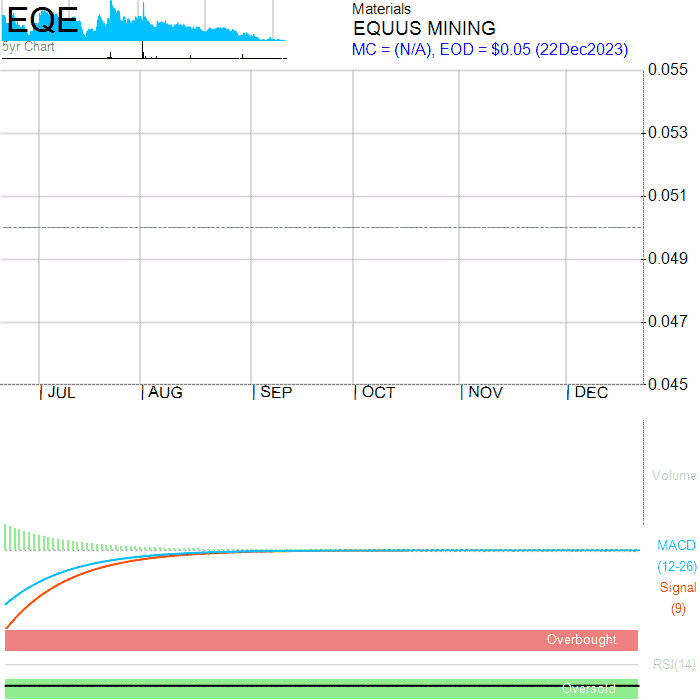 EQE
5yr Chart
Materials
EQUUS MINING
MC = (N/A), EOD = $0.05 (22Dec2023)
0.055
0.053
0.051
0.049
0.047
0.045
JUL AUG SEP OCT NOV DEC
Volume
MACD
(12-26)
Signal
(9)
Overbought
RSI(14)
Oversold